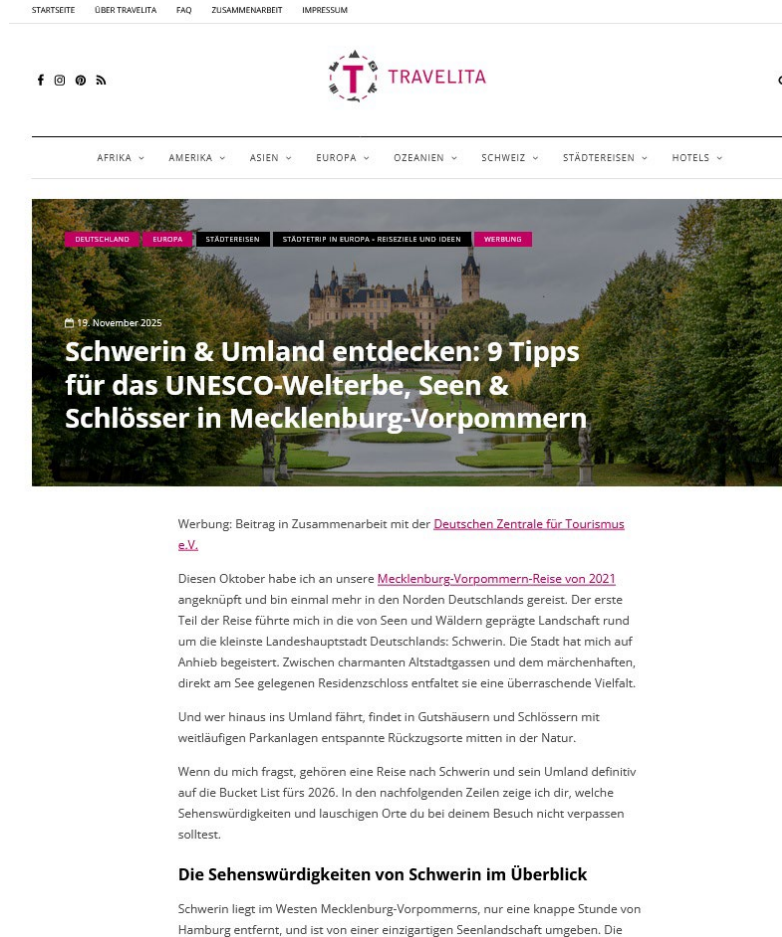 STARTSEITE ÜBER TRAVELITA FAQ ZUSAMMENARBEIT IMPRESSUM
TRAVELITA
AFRIKA AMERIKA ASIEN EUROPA OZEANIEN SCHWEIZ STÄDTEREISEN HOTELS
DEUTSCHLAND EUROPA STÄDTEREISEN STÄDTETRIP IN EUROPA - REISEZIELE UND IDEEN WERBUNG
19. November 2025
Schwerin & Umland entdecken: 9 Tipps
für das UNESCO-Welterbe, Seen &
Schlösser in Mecklenburg-Vorpommern
Werbung: Beitrag in Zusammenarbeit mit der Deutschen Zentrale für Tourismus
e.V.
Diesen Oktober habe ich an unsere Mecklenburg-Vorpommern-Reise von 2021
angeknüpft und bin einmal mehr in den Norden Deutschlands gereist. Der erste
Teil der Reise führte mich in die von Seen und Wäldern geprägte Landschaft rund
um die kleinste Landeshauptstadt Deutschlands: Schwerin. Die Stadt hat mich auf
Anhieb begeistert. Zwischen charmanten Altstadtgassen und dem märchenhaften,
direkt am See gelegenen Residenzschloss entfaltet sie eine überraschende Vielfalt.
Und wer hinaus ins Umland fährt, findet in Gutshäusern und Schlössern mit
weitläufigen Parkanlagen entspannte Rückzugsorte mitten in der Natur.
Wenn du mich fragst, gehören eine Reise nach Schwerin und sein Umland definitiv
auf die Bucket List fürs 2026. In den nachfolgenden Zeilen zeige ich dir, welche
Sehenswürdigkeiten und lauschigen Orte du bei deinem Besuch nicht verpassen
solltest.
Die Sehenswürdigkeiten von Schwerin im Überblick
Schwerin liegt im Westen Mecklenburg-Vorpommerns, nur eine knappe Stunde von
Hamburg entfernt, und ist von einer einzigartigen Seenlandschaft umgeben. Die